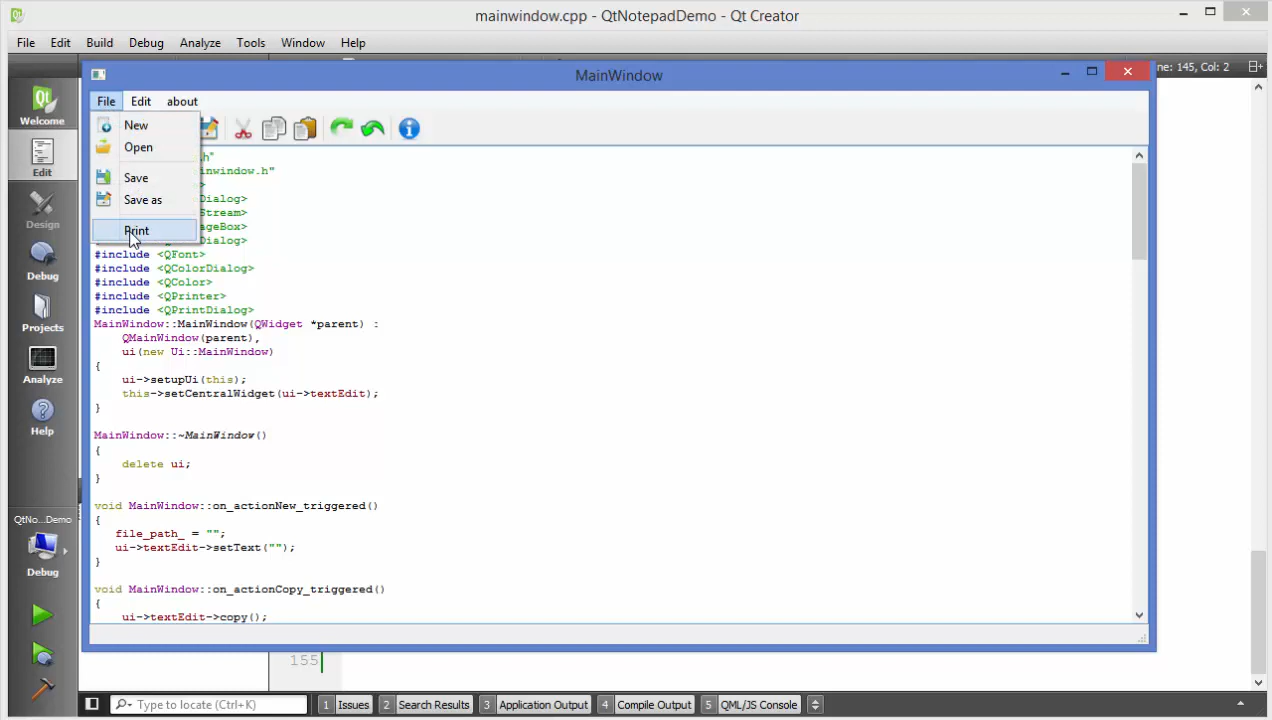 mainwindow.cpp - QtNotepadDemo - Qt Creator
File Edit Build Debug Analyze Tools Window Help
MainWindow
ne: 145, Col: 2
File Edit about
Welcome
Edit
Design
Debug
Projects
Analyze
Help
QtNo...Demo
Debug
New
Open
Save
Save as
Print
.h"
inwindow.h"
>
Dialog>
Stream>
ageBox>
Dialog>
#include <QFont>
#include <QColorDialog>
#include <QColor>
#include <QPrinter>
#include <QPrintDialog>
MainWindow::MainWindow(QWidget *parent) :
    QMainWindow(parent),
    ui(new Ui::MainWindow)
{
    ui->setupUi(this);
    this->setCentralWidget(ui->textEdit);
}
MainWindow::~MainWindow()
{
    delete ui;
}
void MainWindow::on_actionNew_triggered()
{
   file_path_ = "";
   ui->textEdit->setText("");
}
void MainWindow::on_actionCopy_triggered()
{
    ui->textEdit->copy();
155
Type to locate (Ctrl+K) 1 Issues 2 Search Results 3 Application Output 4 Compile Output 5 QML/JS Console